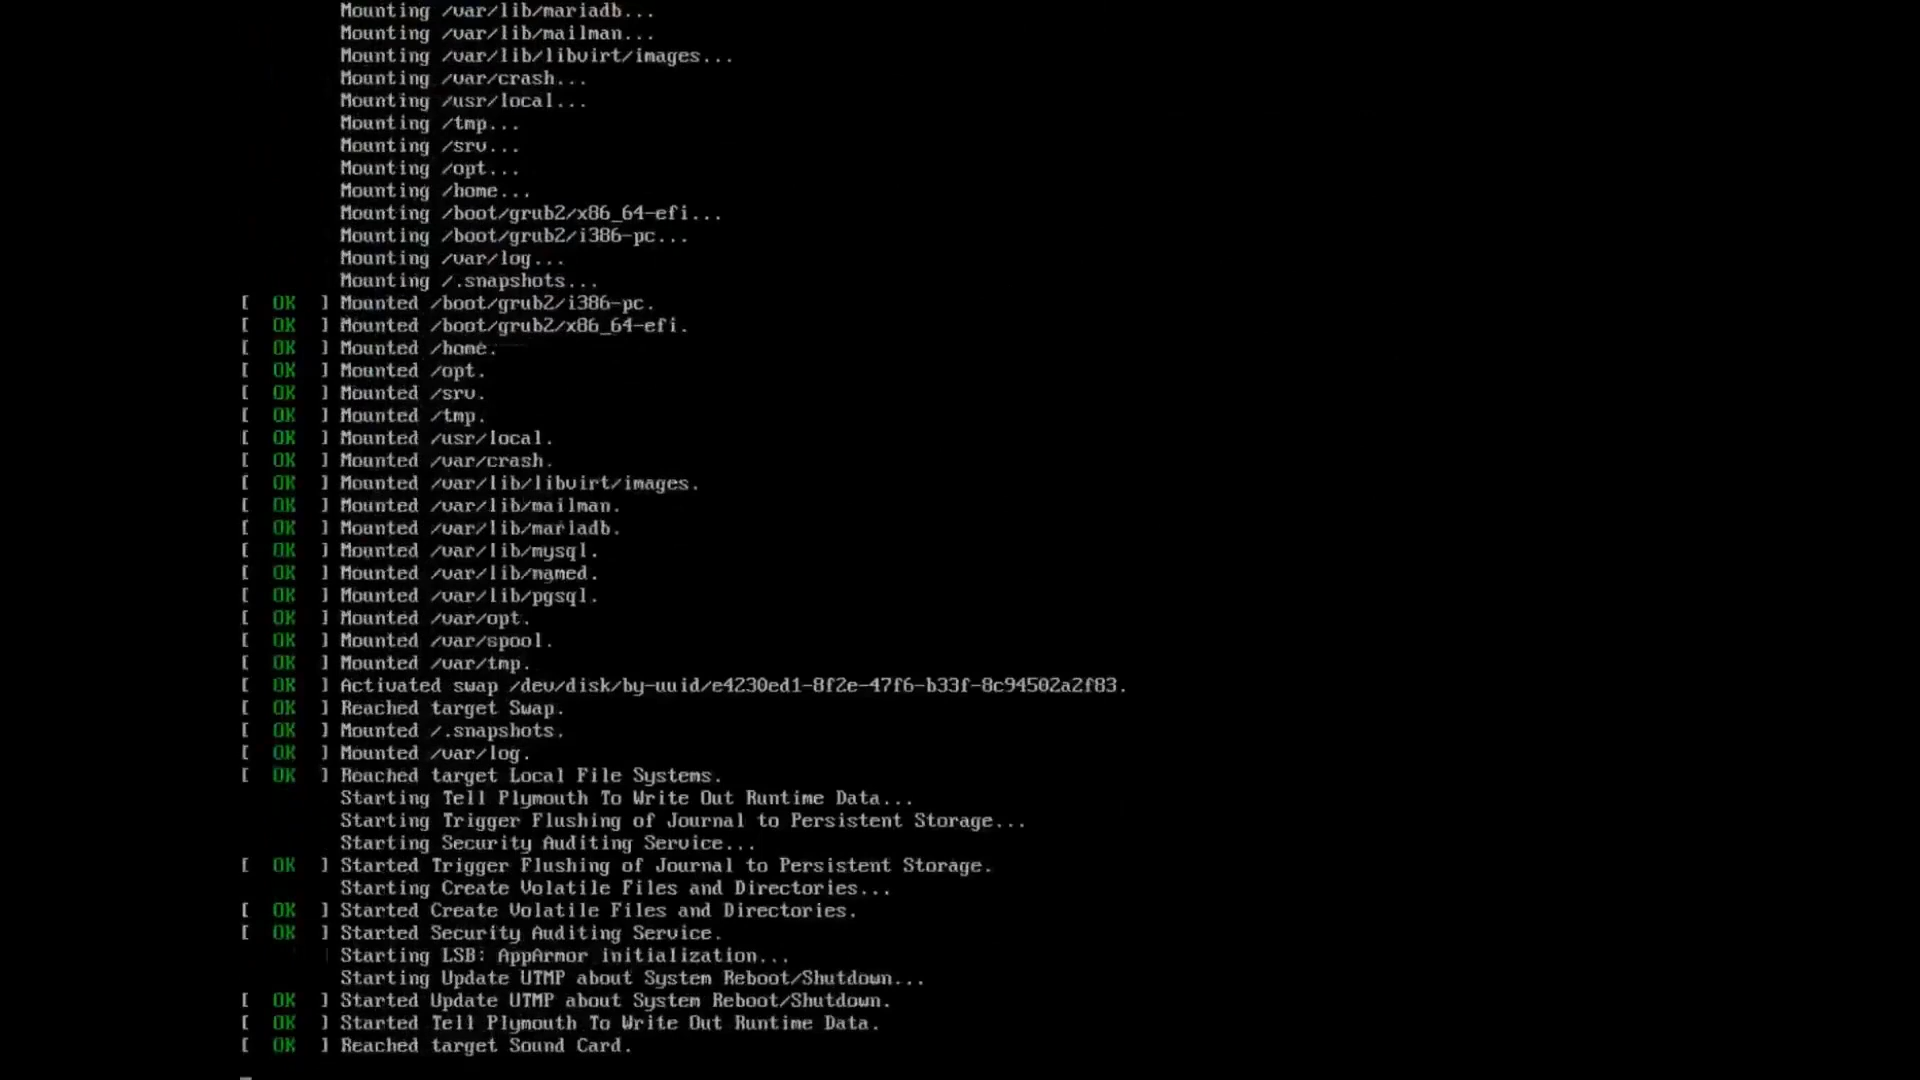 Mounting /var/lib/mariadb...
Mounting /var/lib/mailman...
Mounting /var/lib/libvirt/images...
Mounting /var/crash...
Mounting /usr/local...
Mounting /tmp...
Mounting /srv...
Mounting /opt...
Mounting /home...
Mounting /boot/grub2/x86_64-efi...
Mounting /boot/grub2/i386-pc...
Mounting /var/log...
Mounting /.snapshots...
[  OK  ] Mounted /boot/grub2/i386-pc.
[  OK  ] Mounted /boot/grub2/x86_64-efi.
[  OK  ] Mounted /home.
[  OK  ] Mounted /opt.
[  OK  ] Mounted /srv.
[  OK  ] Mounted /tmp.
[  OK  ] Mounted /usr/local.
[  OK  ] Mounted /var/crash.
[  OK  ] Mounted /var/lib/libvirt/images.
[  OK  ] Mounted /var/lib/mailman.
[  OK  ] Mounted /var/lib/mariadb.
[  OK  ] Mounted /var/lib/mysql.
[  OK  ] Mounted /var/lib/named.
[  OK  ] Mounted /var/lib/pgsql.
[  OK  ] Mounted /var/opt.
[  OK  ] Mounted /var/spool.
[  OK  ] Mounted /var/tmp.
[  OK  ] Activated swap /dev/disk/by-uuid/e4230ed1-8f2e-47f6-b33f-8c94502a2f83.
[  OK  ] Reached target Swap.
[  OK  ] Mounted /.snapshots.
[  OK  ] Mounted /var/log.
[  OK  ] Reached target Local File Systems.
Starting Tell Plymouth To Write Out Runtime Data...
Starting Trigger Flushing of Journal to Persistent Storage...
Starting Security Auditing Service...
[  OK  ] Started Trigger Flushing of Journal to Persistent Storage.
Starting Create Volatile Files and Directories...
[  OK  ] Started Create Volatile Files and Directories.
[  OK  ] Started Security Auditing Service.
Starting LSB: AppArmor initialization...
Starting Update UTMP about System Reboot/Shutdown...
[  OK  ] Started Update UTMP about System Reboot/Shutdown.
[  OK  ] Started Tell Plymouth To Write Out Runtime Data.
[  OK  ] Reached target Sound Card.